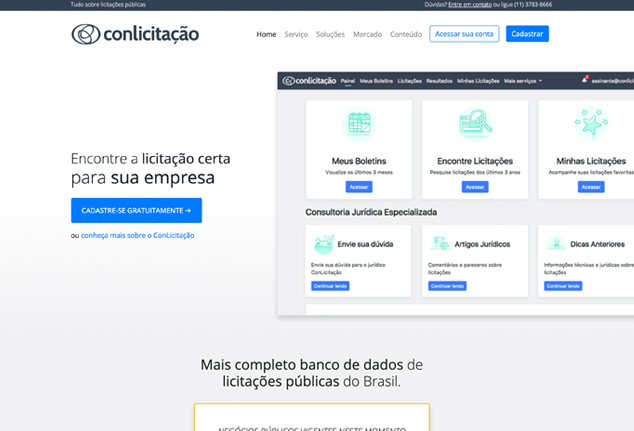 Tudo sobre licitações públicas
Dúvidas? Entre em contato ou ligue (11) 3783-8666
conlicitação
Home Serviço Soluções Mercado Conteúdo Acessar sua conta Cadastrar
conlicitação Painel Meus Boletins Licitações Resultados Minhas Licitações Mais serviços assinante@conlic
Encontre a licitação certa
para sua empresa
CADASTRE-SE GRATUITAMENTE →
ou conheça mais sobre o ConLicitação
Meus Boletins
Visualize os últimos 3 meses
Acessar
Encontre Licitações
Pesquise licitações dos últimos 3 anos
Acessar
Minhas Licitações
Acompanhe suas licitações favoritas
Acessar
Consultoria Jurídica Especializada
Envie sua dúvida
Envie sua dúvida para o jurídico
ConLicitação
Continuar lendo
Artigos Jurídicos
Comentários e pareceres sobre
licitações
Continuar lendo
Dicas Anteriores
Informações técnicas e jurídicas sobre
licitações
Continuar lendo
Mais completo banco de dados de
licitações públicas do Brasil.
NEGÓCIOS PÚBLICOS VIGENTES NESTE MOMENTO